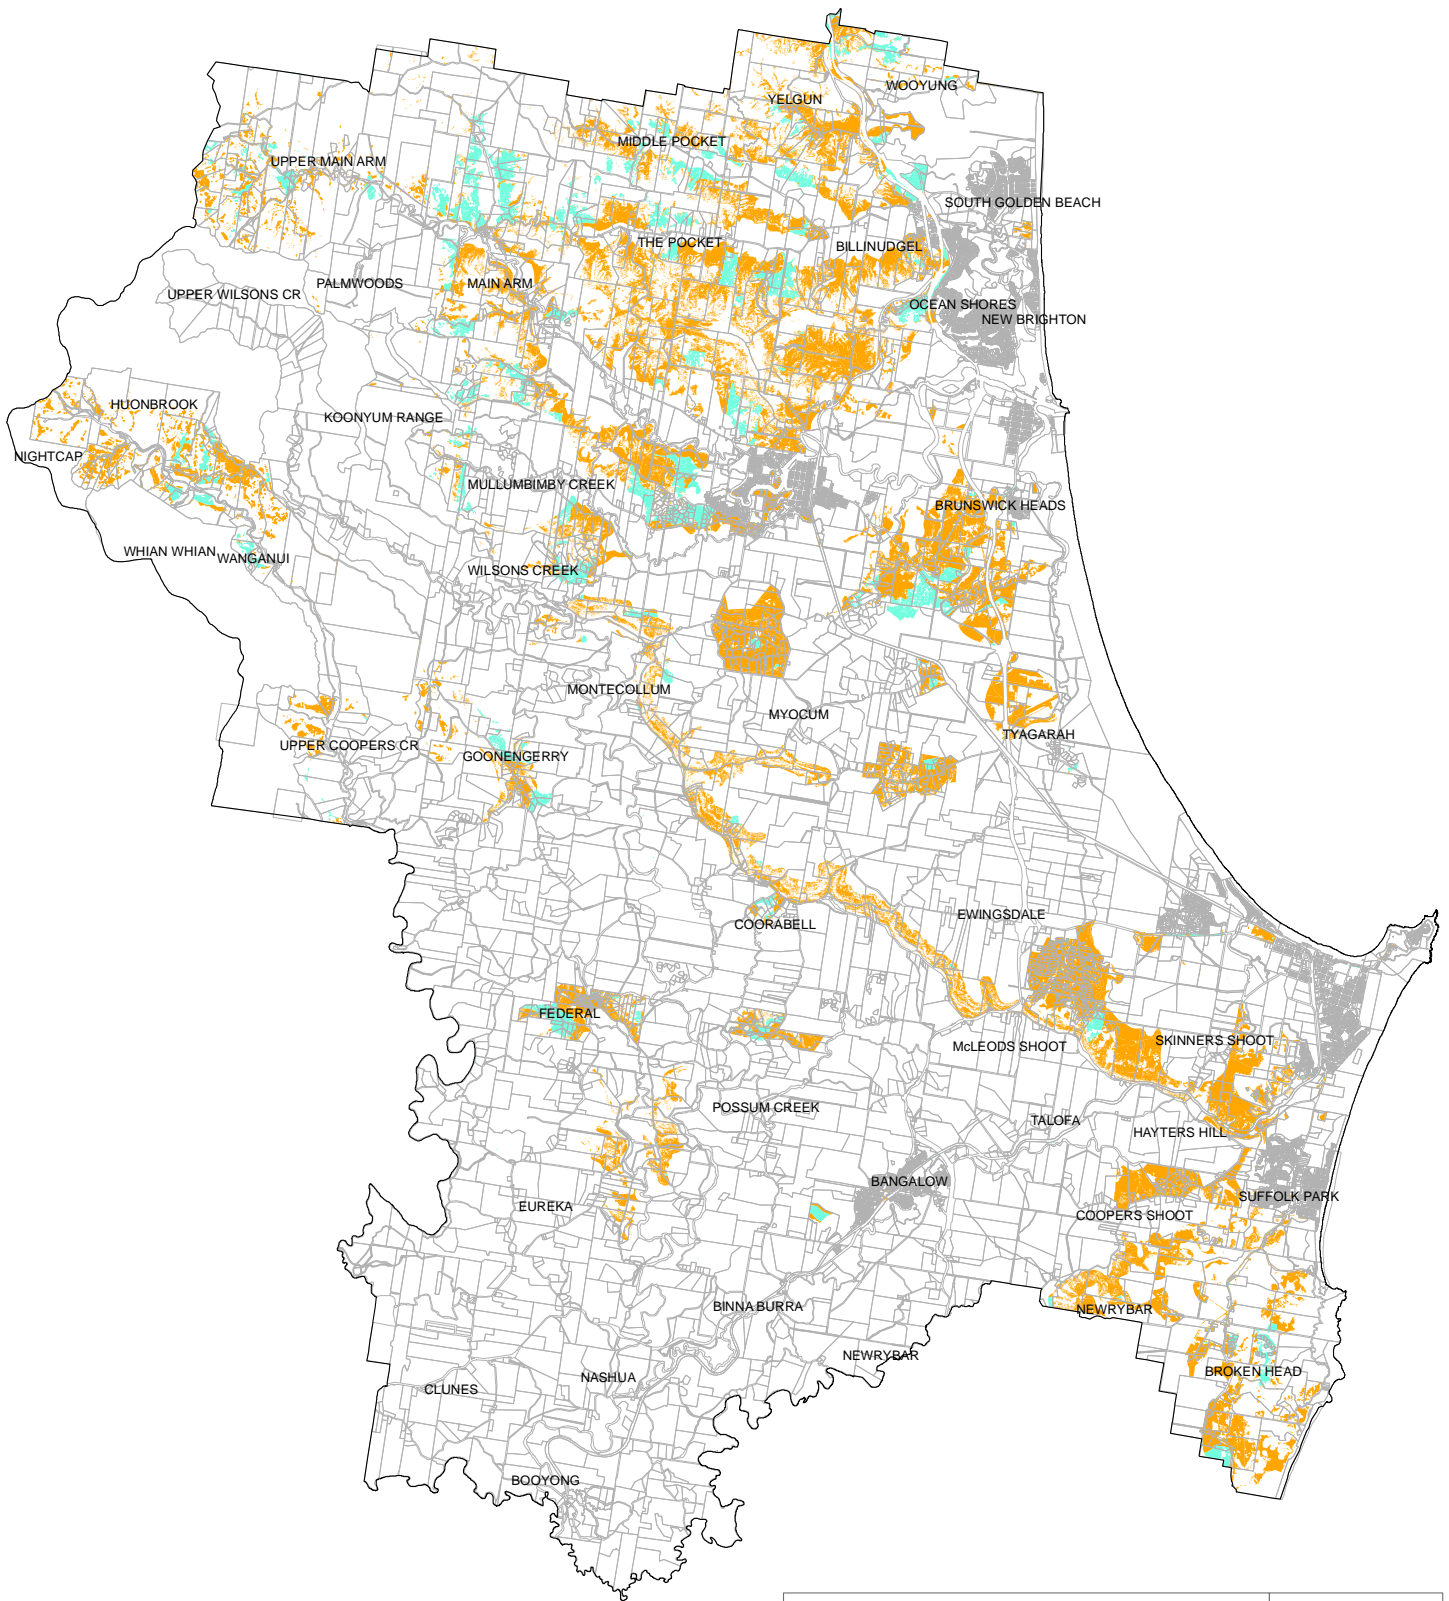 WOOYUNG
YELGUN
MIDDLE POCKET
UPPER MAIN ARM
SOUTH GOLDEN BEACH
THE POCKET
BILLINUDGEL
PALMWOODS
MAIN ARM
UPPER WILSONS CR
OCEAN SHORES
NEW BRIGHTON
HUONBROOK
KOONYUM RANGE
NIGHTCAP
MULLUMBIMBY CREEK
BRUNSWICK HEADS
WHIAN WHIAN
WANGANUI
WILSONS CREEK
MONTECOLLUM
MYOCUM
TYAGARAH
UPPER COOPERS CR
GOONENGERRY
EWINGSDALE
COORABELL
FEDERAL
SKINNERS SHOOT
McLEODS SHOOT
POSSUM CREEK
TALOFA
HAYTERS HILL
BANGALOW
SUFFOLK PARK
EUREKA
COOPERS SHOOT
BINNA BURRA
NEWRYBAR
NEWRYBAR
BROKEN HEAD
NASHUA
CLUNES
BOOYONG